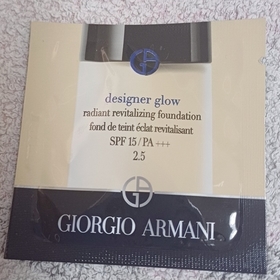 designer glow
radiant revitalizing foundation
fond de teint éclat revitalisant
SPF 15 / PA +++
2.5
GIORGIO ARMANI